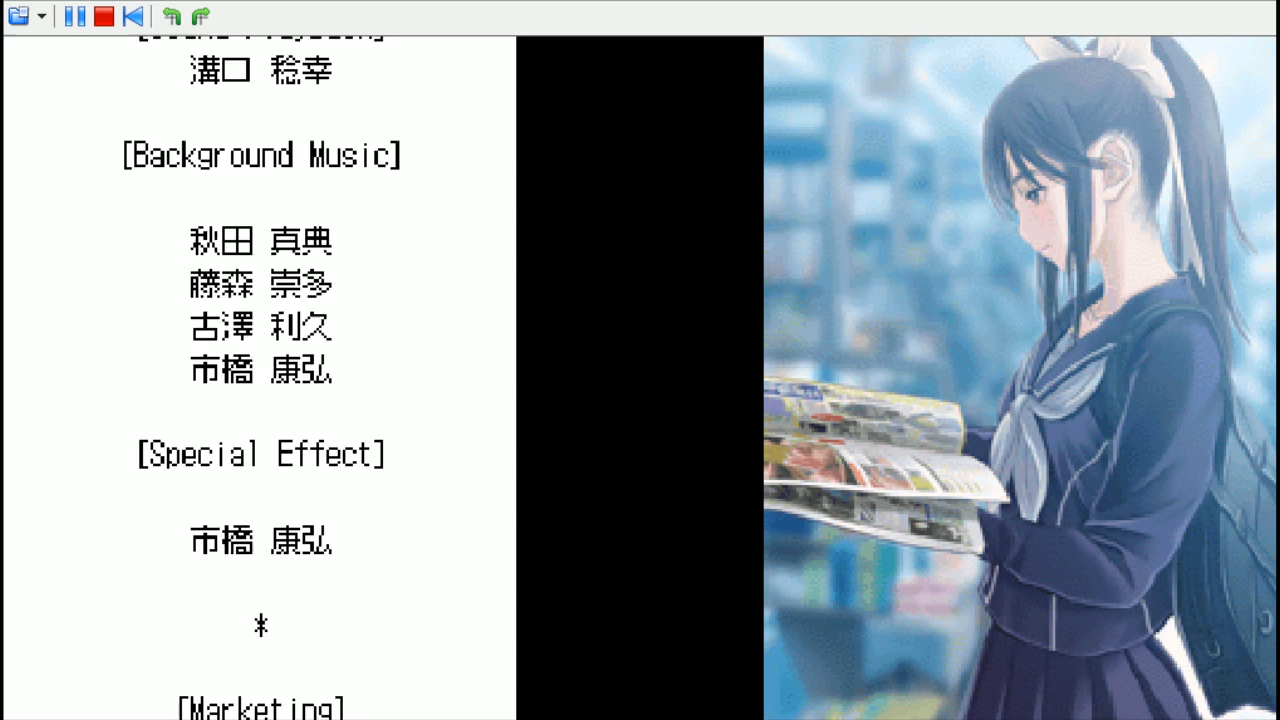 溝口 稔幸
[Background Music]
秋田 真典
藤森 崇多
古澤 利久
市橋 康弘
[Special Effect]
市橋 康弘
*
[Marketing]